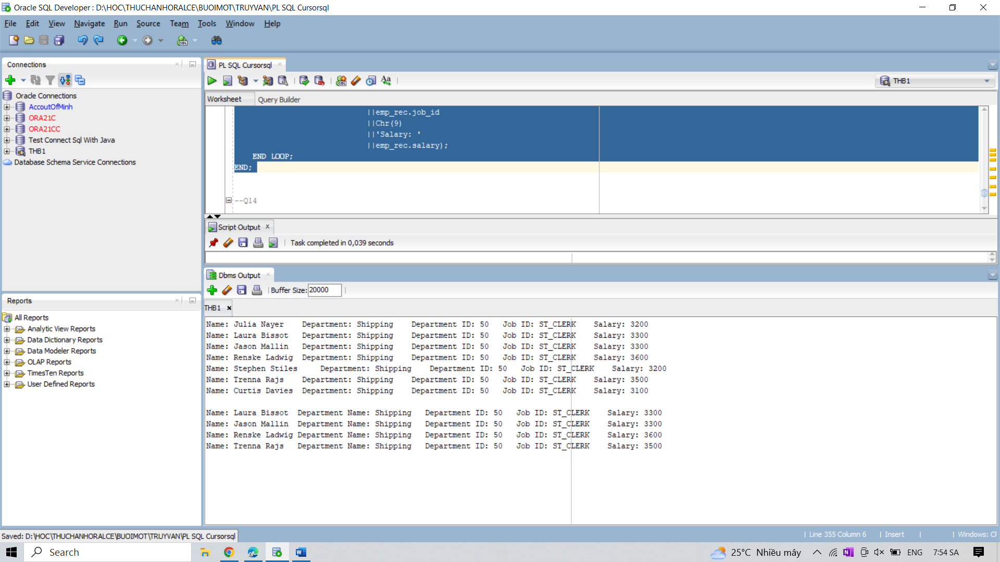 Oracle SQL Developer : D:\HOC\THUCHANHORALCE\BUOIMOT\TRUYVAN\PL SQL Cursorsql
File Edit View Navigate Run Source Team Tools Window Help
Connections
Oracle Connections
AccoutOfMinh
ORA21C
ORA21CC
Test Connect Sql With Java
THB1
Database Schema Service Connections
Reports
All Reports
Analytic View Reports
Data Dictionary Reports
Data Modeler Reports
OLAP Reports
TimesTen Reports
User Defined Reports
PL SQL Cursorsql
THB1
Worksheet Query Builder
||emp_rec.job_id
||Chr(9)
||'Salary: '
||emp_rec.salary);
END LOOP;
END;
--Q14
Script Output
Task completed in 0,039 seconds
Dbms Output
Buffer Size: 20000
THB1
Name: Julia Nayer Department: Shipping Department ID: 50 Job ID: ST_CLERK Salary: 3200
Name: Laura Bissot Department: Shipping Department ID: 50 Job ID: ST_CLERK Salary: 3300
Name: Jason Mallin Department: Shipping Department ID: 50 Job ID: ST_CLERK Salary: 3300
Name: Renske Ladwig Department: Shipping Department ID: 50 Job ID: ST_CLERK Salary: 3600
Name: Stephen Stiles Department: Shipping Department ID: 50 Job ID: ST_CLERK Salary: 3200
Name: Trenna Rajs Department: Shipping Department ID: 50 Job ID: ST_CLERK Salary: 3500
Name: Curtis Davies Department: Shipping Department ID: 50 Job ID: ST_CLERK Salary: 3100
Name: Laura Bissot Department Name: Shipping Department ID: 50 Job ID: ST_CLERK Salary: 3300
Name: Jason Mallin Department Name: Shipping Department ID: 50 Job ID: ST_CLERK Salary: 3300
Name: Renske Ladwig Department Name: Shipping Department ID: 50 Job ID: ST_CLERK Salary: 3600
Name: Trenna Rajs Department Name: Shipping Department ID: 50 Job ID: ST_CLERK Salary: 3500
Saved: D:\HOC\THUCHANHORALCE\BUOIMOT\TRUYVAN\PL SQL Cursorsql
Line 355 Column 6 Insert Windows: CF
Search
25°C Nhiều mây ENG 7:54 SA